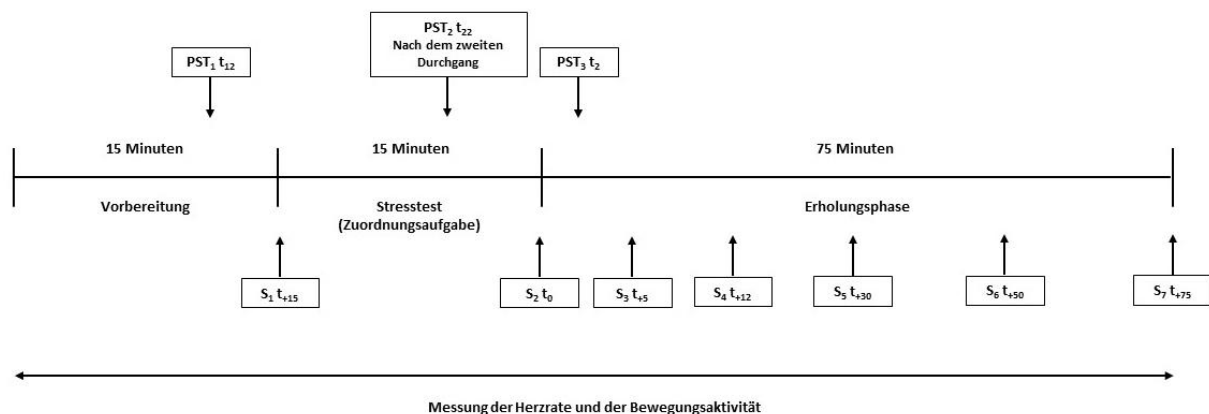 PST₂ t₂₂
Nach dem zweiten
Durchgang
PST₁ t₁₂
PST₃ t₂
15 Minuten
15 Minuten
75 Minuten
Vorbereitung
Stresstest
(Zuordnungsaufgabe)
Erholungsphase
S₁ t₊₁₅
S₂ t₀
S₃ t₊₅
S₄ t₊₁₂
S₅ t₊₃₀
S₆ t₊₅₀
S₇ t₊₇₅
Messung der Herzrate und der Bewegungsaktivität